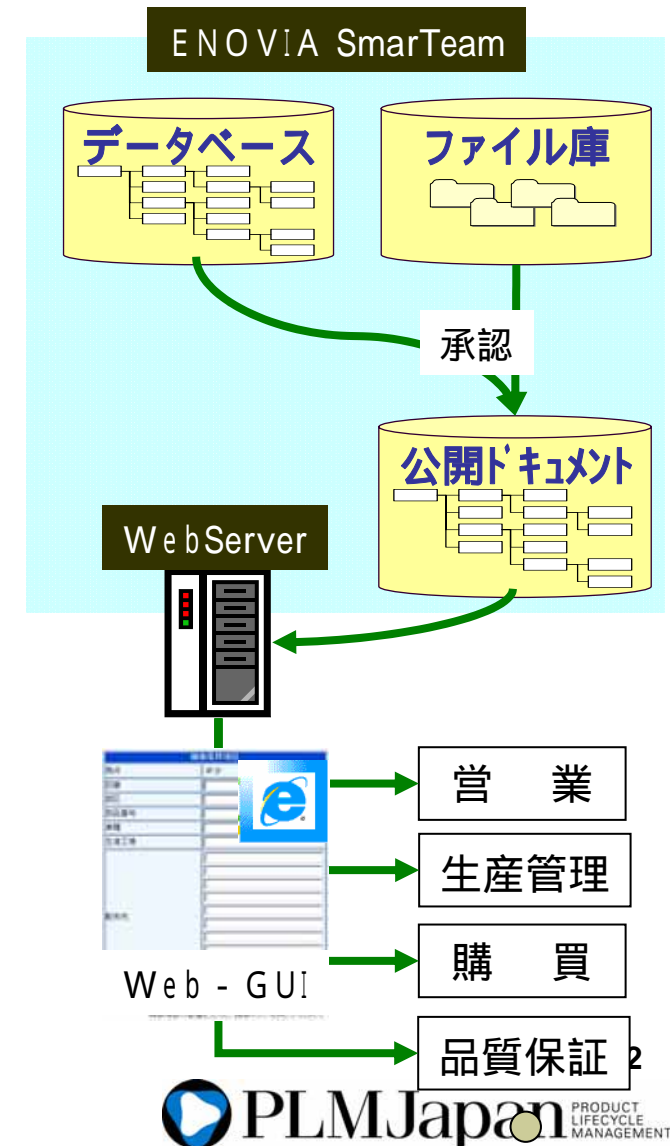 ENOVIA SmarTeam
データベース
ファイル庫
承認
公開ドキュメント
WebServer
営 業
生産管理
購 買
Web - GUI
品質保証
2
PLMJapan
PRODUCT
LIFECYCLE
MANAGEMENT